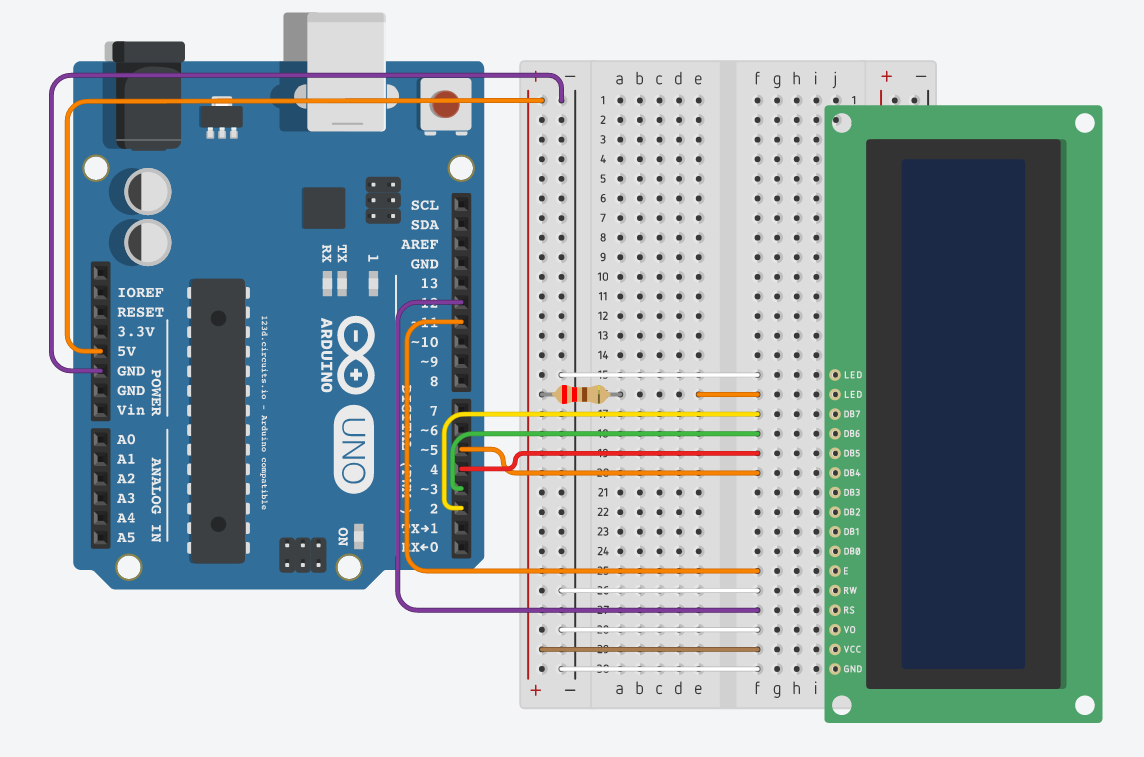 + − a b c d e f g h i j + −
1 1
2
3
4
5
6
7
8
9
10
11
12
13
14
15
17
18
19
20
21
22
23
24
25
26
27
28
29
30
+ − a b c d e f g h i
SCL
SDA
AREF
GND
13
12
~11
~10
~9
8
7
~6
~5
4
~3
2
TX→1
RX←0
RX
TX
1
ARDUINO
UNO
ON
123d.circuits.io - Arduino compatible
IOREF
RESET
3.3V
5V
GND
GND
Vin
POWER
A0
A1
A2
A3
A4
A5
ANALOG IN
LED
LED
DB7
DB6
DB5
DB4
DB3
DB2
DB1
DB0
E
RW
RS
VO
VCC
GND